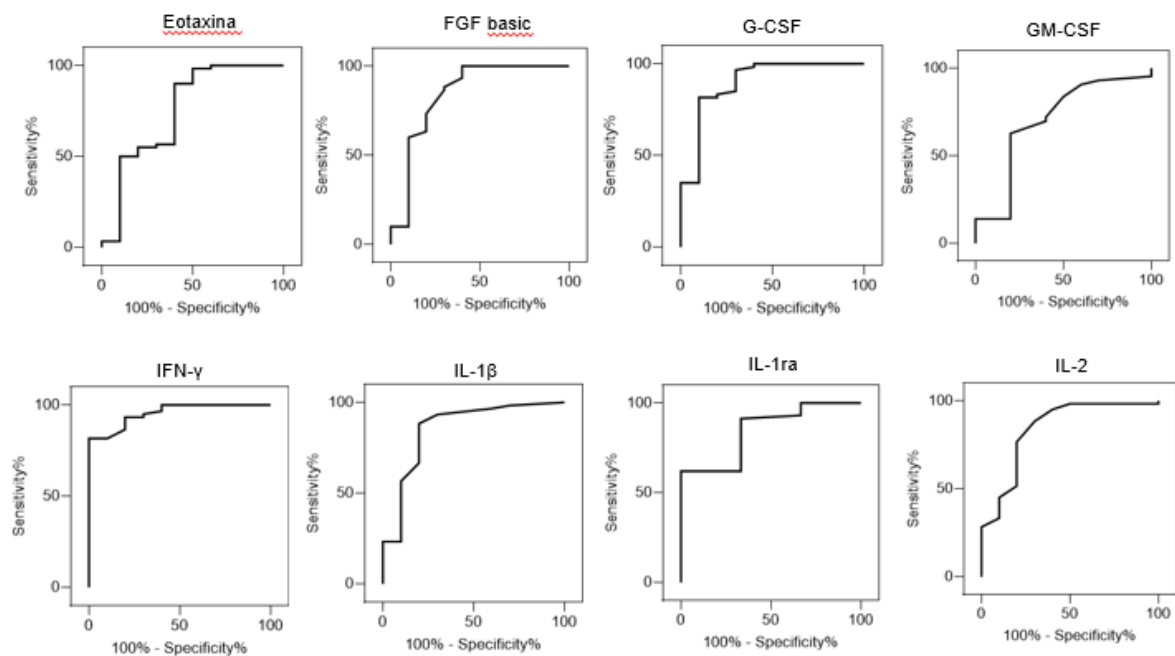 Eotaxina
FGF basic
G-CSF
GM-CSF
Sensitivity%
100
50
0
0
50
100
100% - Specificity%
Sensitivity%
100
50
0
0
50
100
100% - Specificity%
Sensitivity%
100
50
0
0
50
100
100% - Specificity%
Sensitivity%
100
50
0
0
50
100
100% - Specificity%
IFN-γ
IL-1β
IL-1ra
IL-2
Sensitivity%
100
50
0
0
50
100
100% - Specificity%
Sensitivity%
100
50
0
0
50
100
100% - Specificity%
Sensitivity%
100
50
0
0
50
100
100% - Specificity%
Sensitivity%
100
50
0
0
50
100
100% - Specificity%